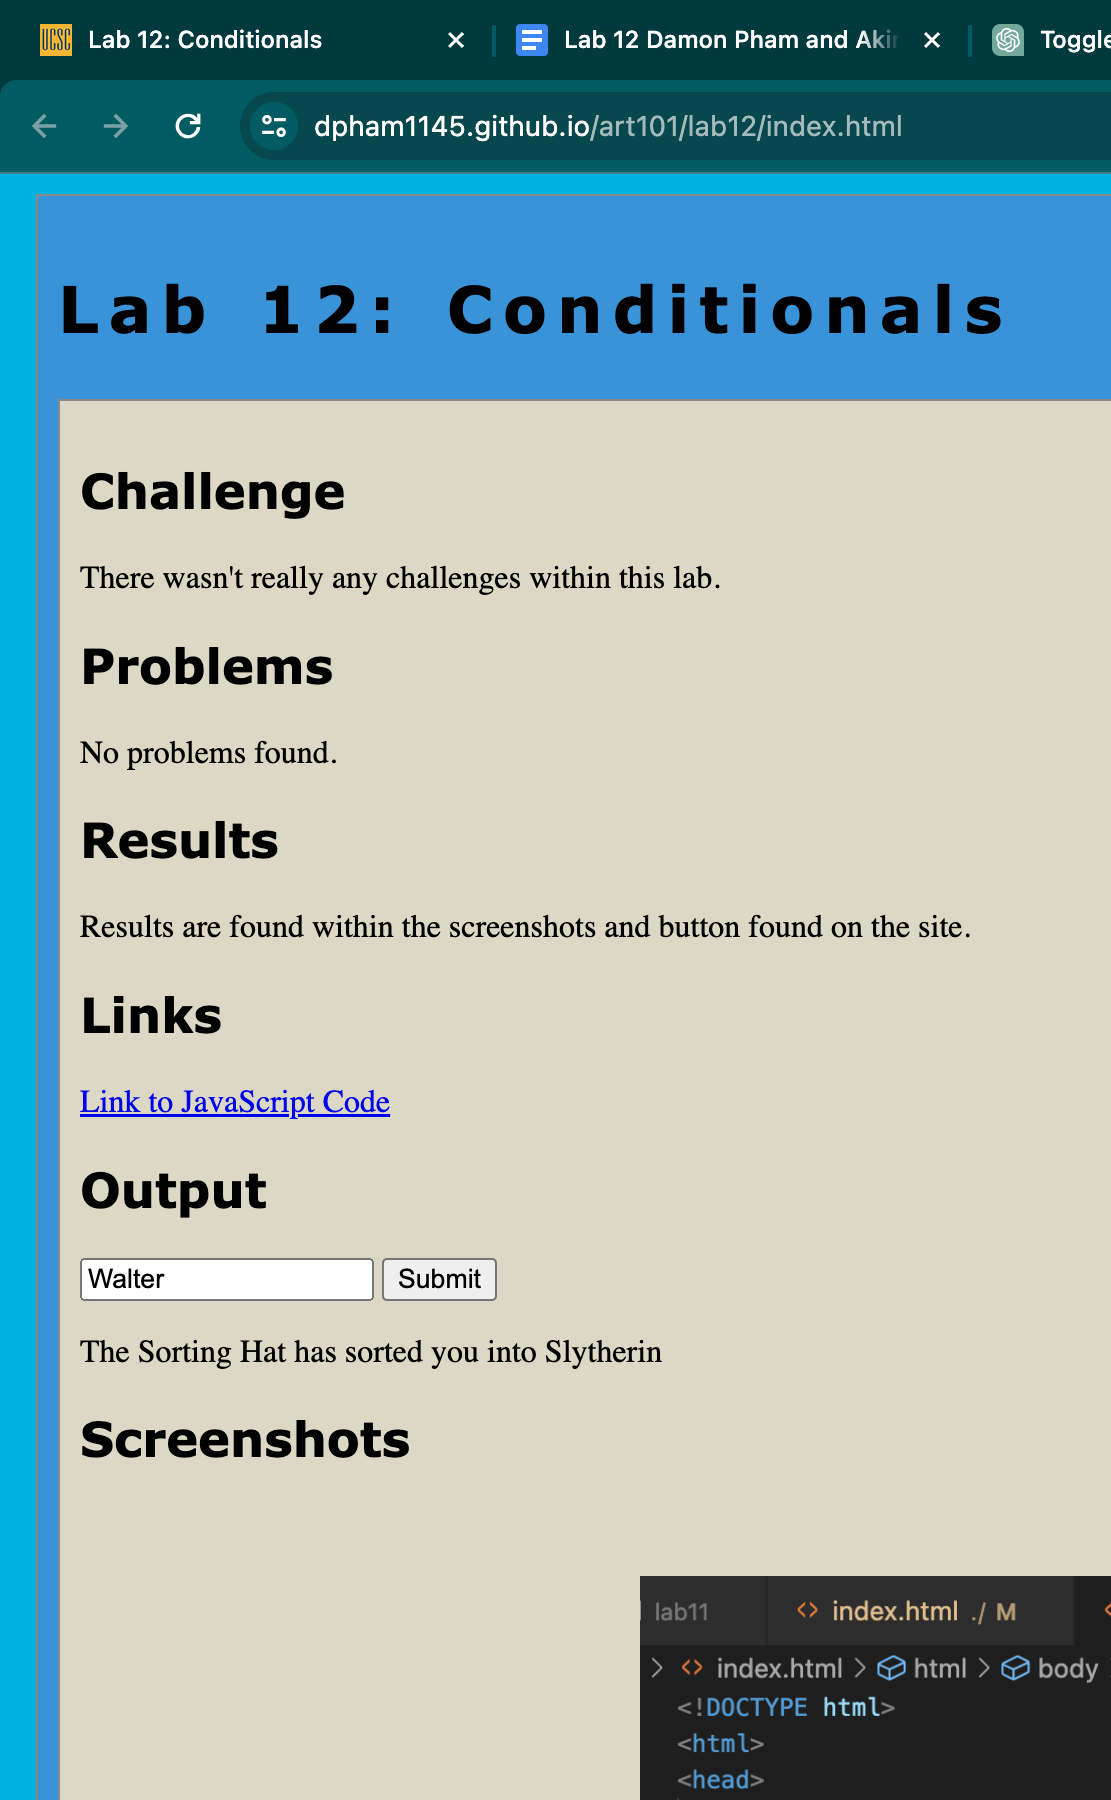 UCSC Lab 12: Conditionals
Lab 12 Damon Pham and
Toggle
dpham1145.github.io/art101/lab12/index.html
Lab 12: Conditionals
Challenge
There wasn't really any challenges within this lab.
Problems
No problems found.
Results
Results are found within the screenshots and button found on the site.
Links
Link to JavaScript Code
Output
Walter Submit
The Sorting Hat has sorted you into Slytherin
Screenshots
lab11 <> index.html ./ M
> <> index.html > html > body
<!DOCTYPE html>
<html>
<head>